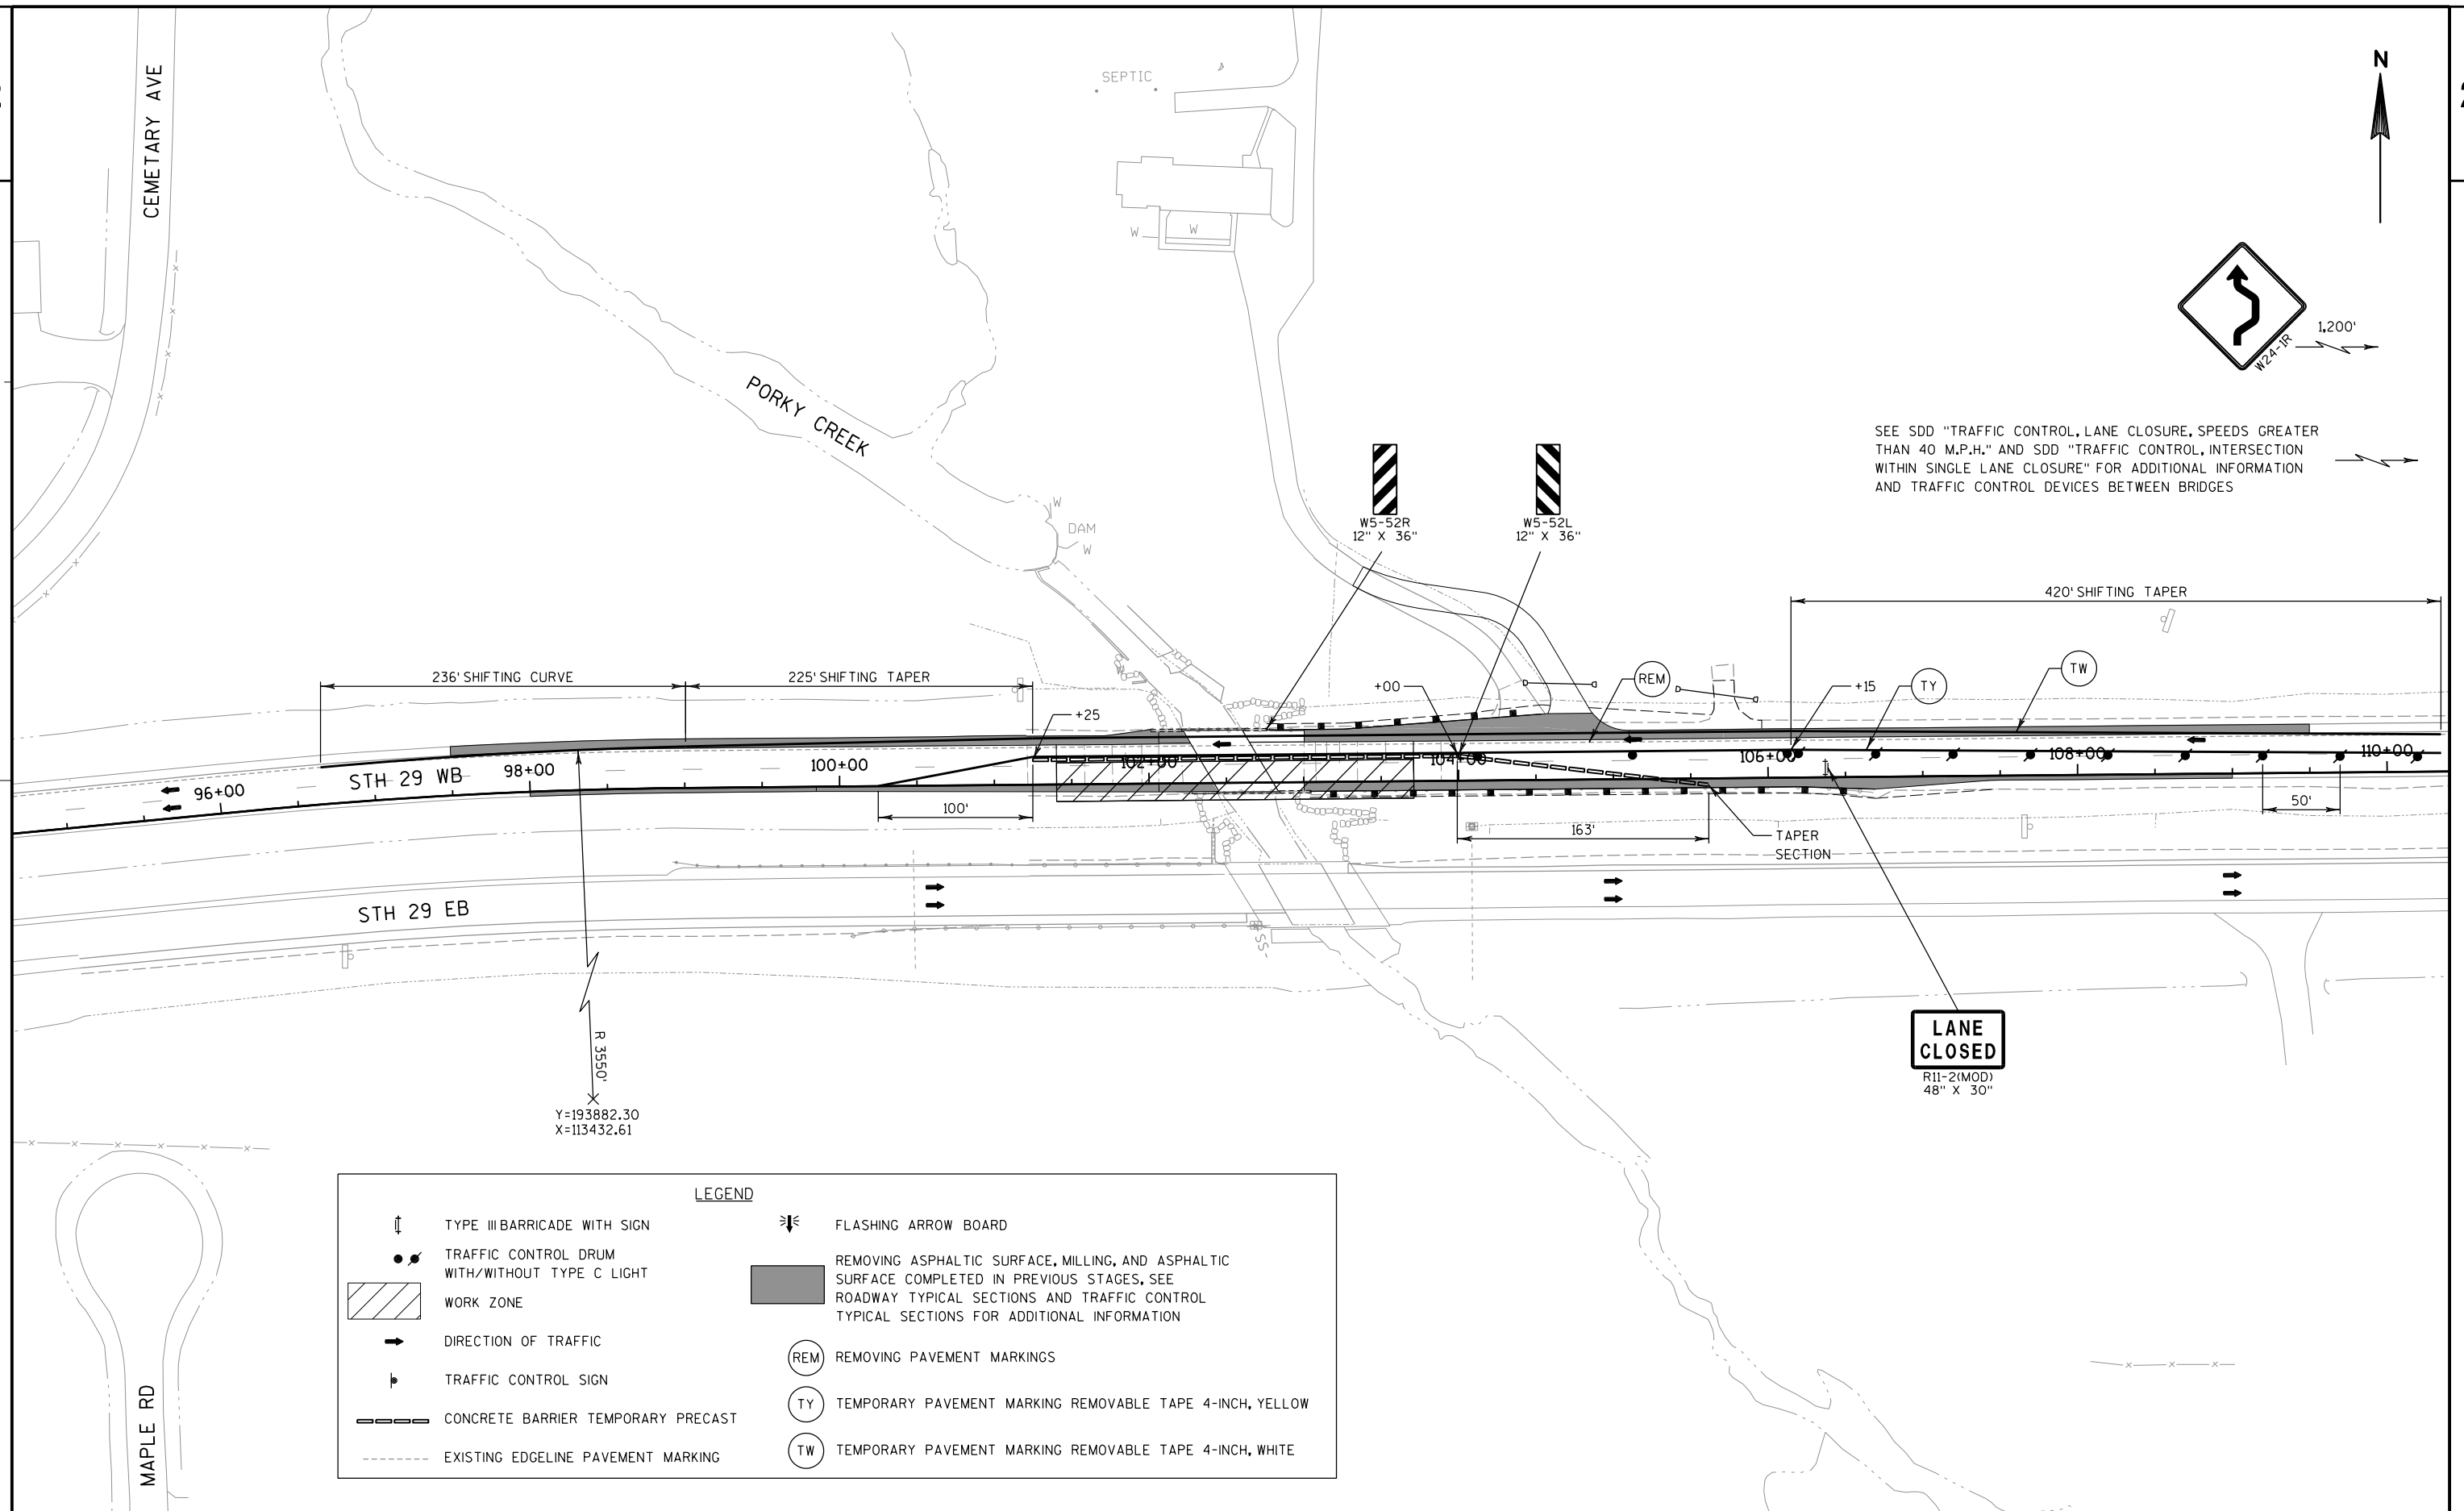 CEMETARY AVE
SEPTIC
N
W
W
PORKY CREEK
W24-1R
1,200'
SEE SDD "TRAFFIC CONTROL, LANE CLOSURE, SPEEDS GREATER
THAN 40 M.P.H." AND SDD "TRAFFIC CONTROL, INTERSECTION
WITHIN SINGLE LANE CLOSURE" FOR ADDITIONAL INFORMATION
AND TRAFFIC CONTROL DEVICES BETWEEN BRIDGES
W
DAM
W
W5-52R
12" X 36"
W5-52L
12" X 36"
420' SHIFTING TAPER
236' SHIFTING CURVE
225' SHIFTING TAPER
+25
+00
REM
+15
TY
TW
STH 29 WB
96+00
98+00
100+00
102+00
104+00
106+00
108+00
110+00
100'
163'
50'
TAPER
SECTION
STH 29 EB
R 3550'
Y=193882.30
X=113432.61
LANE
CLOSED
R11-2(MOD)
48" X 30"
MAPLE RD
LEGEND
TYPE III BARRICADE WITH SIGN
TRAFFIC CONTROL DRUM
WITH/WITHOUT TYPE C LIGHT
WORK ZONE
DIRECTION OF TRAFFIC
TRAFFIC CONTROL SIGN
CONCRETE BARRIER TEMPORARY PRECAST
EXISTING EDGELINE PAVEMENT MARKING
FLASHING ARROW BOARD
REMOVING ASPHALTIC SURFACE, MILLING, AND ASPHALTIC
SURFACE COMPLETED IN PREVIOUS STAGES, SEE
ROADWAY TYPICAL SECTIONS AND TRAFFIC CONTROL
TYPICAL SECTIONS FOR ADDITIONAL INFORMATION
REM REMOVING PAVEMENT MARKINGS
TY TEMPORARY PAVEMENT MARKING REMOVABLE TAPE 4-INCH, YELLOW
TW TEMPORARY PAVEMENT MARKING REMOVABLE TAPE 4-INCH, WHITE